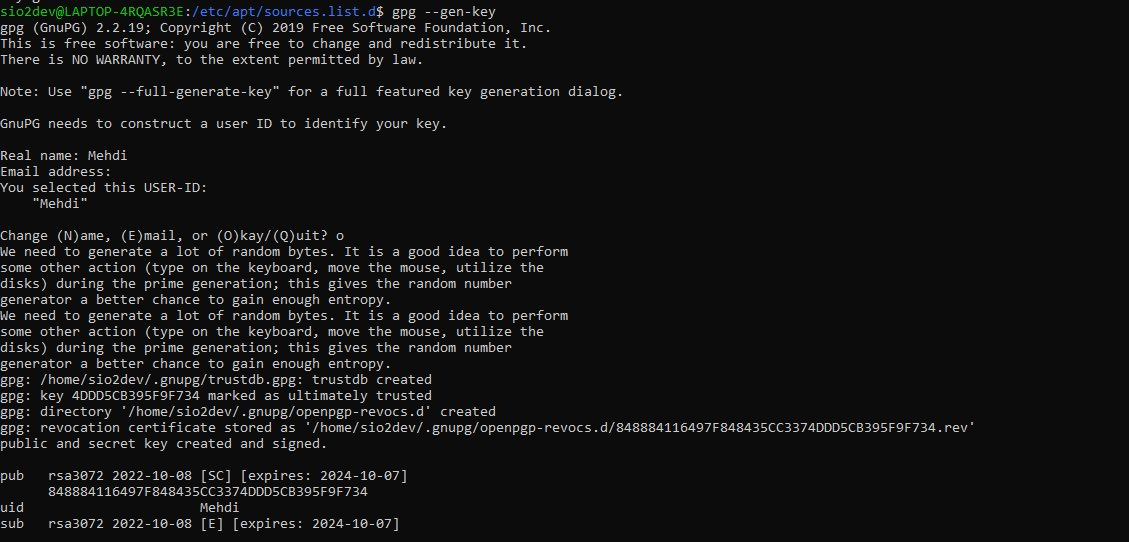 sio2dev@LAPTOP-4RQASR3E:/etc/apt/sources.list.d$ gpg --gen-key
gpg (GnuPG) 2.2.19; Copyright (C) 2019 Free Software Foundation, Inc.
This is free software: you are free to change and redistribute it.
There is NO WARRANTY, to the extent permitted by law.

Note: Use "gpg --full-generate-key" for a full featured key generation dialog.

GnuPG needs to construct a user ID to identify your key.

Real name: Mehdi
Email address:
You selected this USER-ID:
    "Mehdi"

Change (N)ame, (E)mail, or (O)kay/(Q)uit? o
We need to generate a lot of random bytes. It is a good idea to perform
some other action (type on the keyboard, move the mouse, utilize the
disks) during the prime generation; this gives the random number
generator a better chance to gain enough entropy.
We need to generate a lot of random bytes. It is a good idea to perform
some other action (type on the keyboard, move the mouse, utilize the
disks) during the prime generation; this gives the random number
generator a better chance to gain enough entropy.
gpg: /home/sio2dev/.gnupg/trustdb.gpg: trustdb created
gpg: key 4DDD5CB395F9F734 marked as ultimately trusted
gpg: directory '/home/sio2dev/.gnupg/openpgp-revocs.d' created
gpg: revocation certificate stored as '/home/sio2dev/.gnupg/openpgp-revocs.d/848884116497F848435CC3374DDD5CB395F9F734.rev'
public and secret key created and signed.

pub   rsa3072 2022-10-08 [SC] [expires: 2024-10-07]
      848884116497F848435CC3374DDD5CB395F9F734
uid                      Mehdi
sub   rsa3072 2022-10-08 [E] [expires: 2024-10-07]